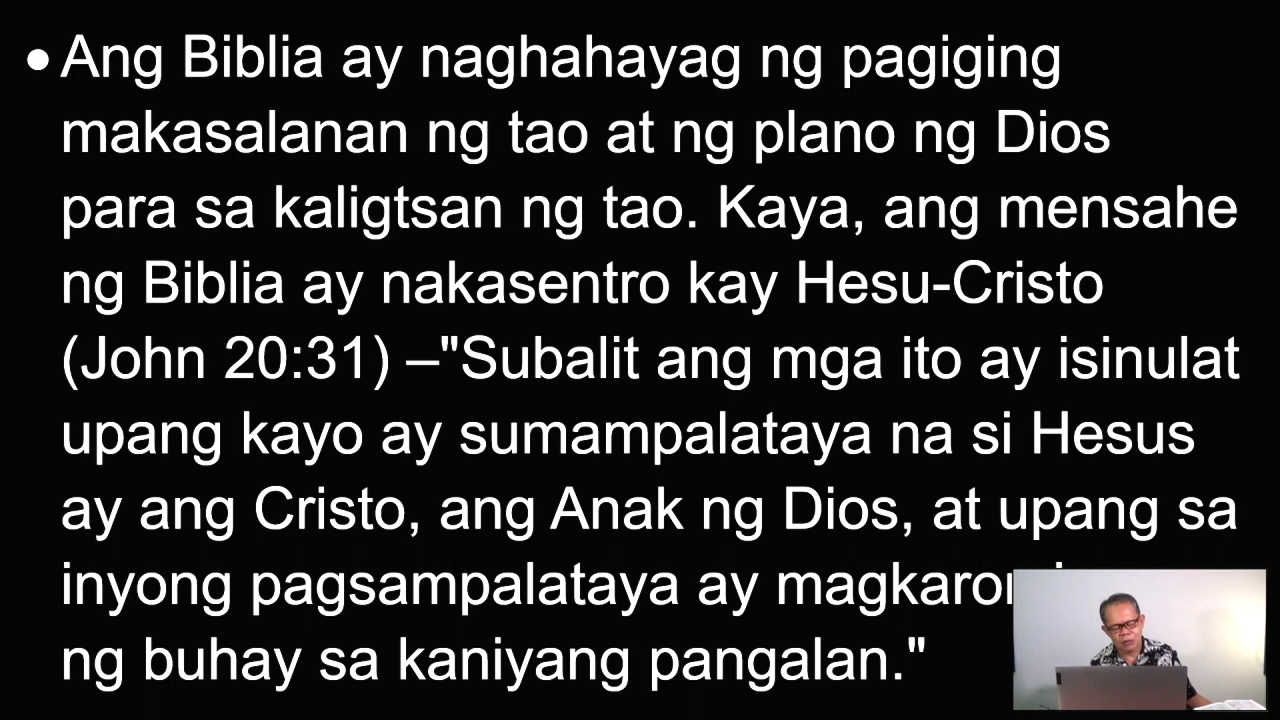 • Ang Biblia ay naghahayag ng pagiging
makasalanan ng tao at ng plano ng Dios
para sa kaligtsan ng tao. Kaya, ang mensahe
ng Biblia ay nakasentro kay Hesu-Cristo
(John 20:31) –"Subalit ang mga ito ay isinulat
upang kayo ay sumampalataya na si Hesus
ay ang Cristo, ang Anak ng Dios, at upang sa
inyong pagsampalataya ay
ng buhay sa kaniyang pangalan."